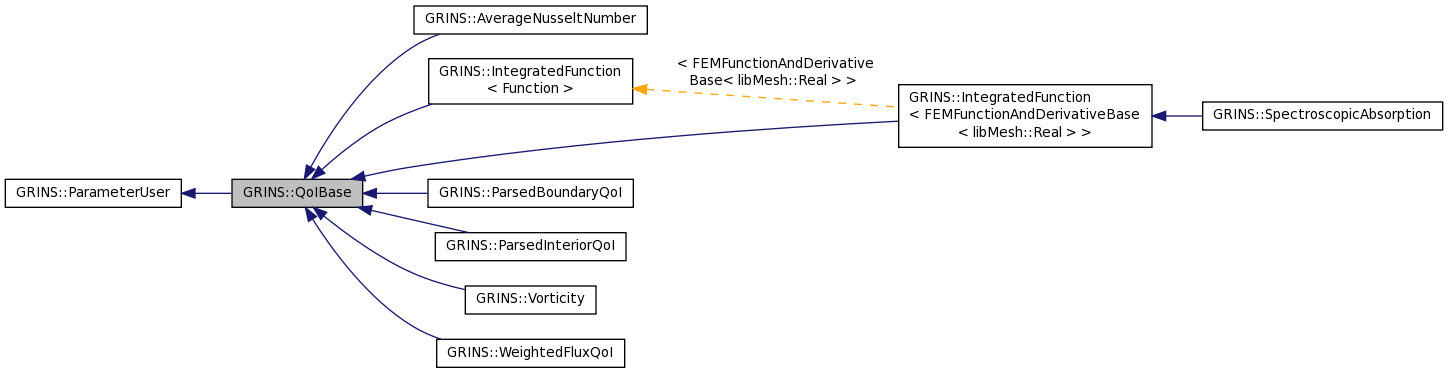 GRINS::AverageNusseltNumber
GRINS::IntegratedFunction
< Function >
< FEMFunctionAndDerivative
Base< libMesh::Real > >
GRINS::IntegratedFunction
< FEMFunctionAndDerivativeBase
< libMesh::Real > >
GRINS::SpectroscopicAbsorption
GRINS::ParameterUser
GRINS::QoIBase
GRINS::ParsedBoundaryQoI
GRINS::ParsedInteriorQoI
GRINS::Vorticity
GRINS::WeightedFluxQoI